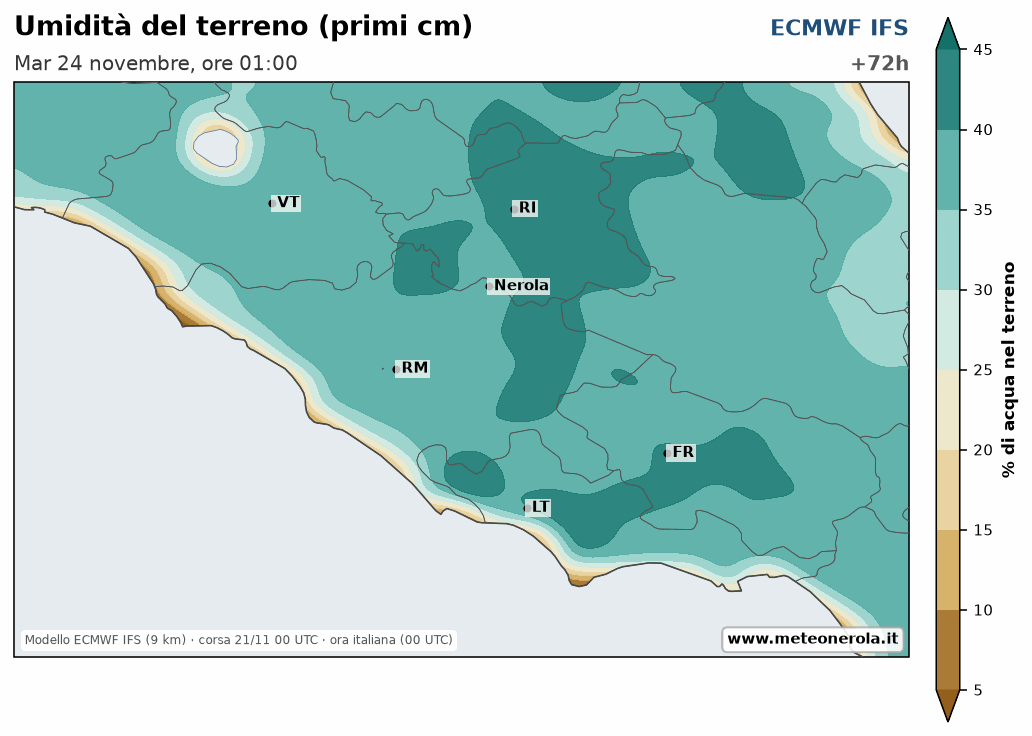 Umidità del terreno (primi cm)
ECMWF IFS
Mar 24 novembre, ore 01:00
+72h
VT
RI
Nerola
RM
FR
LT
Modello ECMWF IFS (9 km) · corsa 21/11 00 UTC · ora italiana (00 UTC)
www.meteonerola.it
45
40
35
30
25
20
15
10
5
% di acqua nel terreno